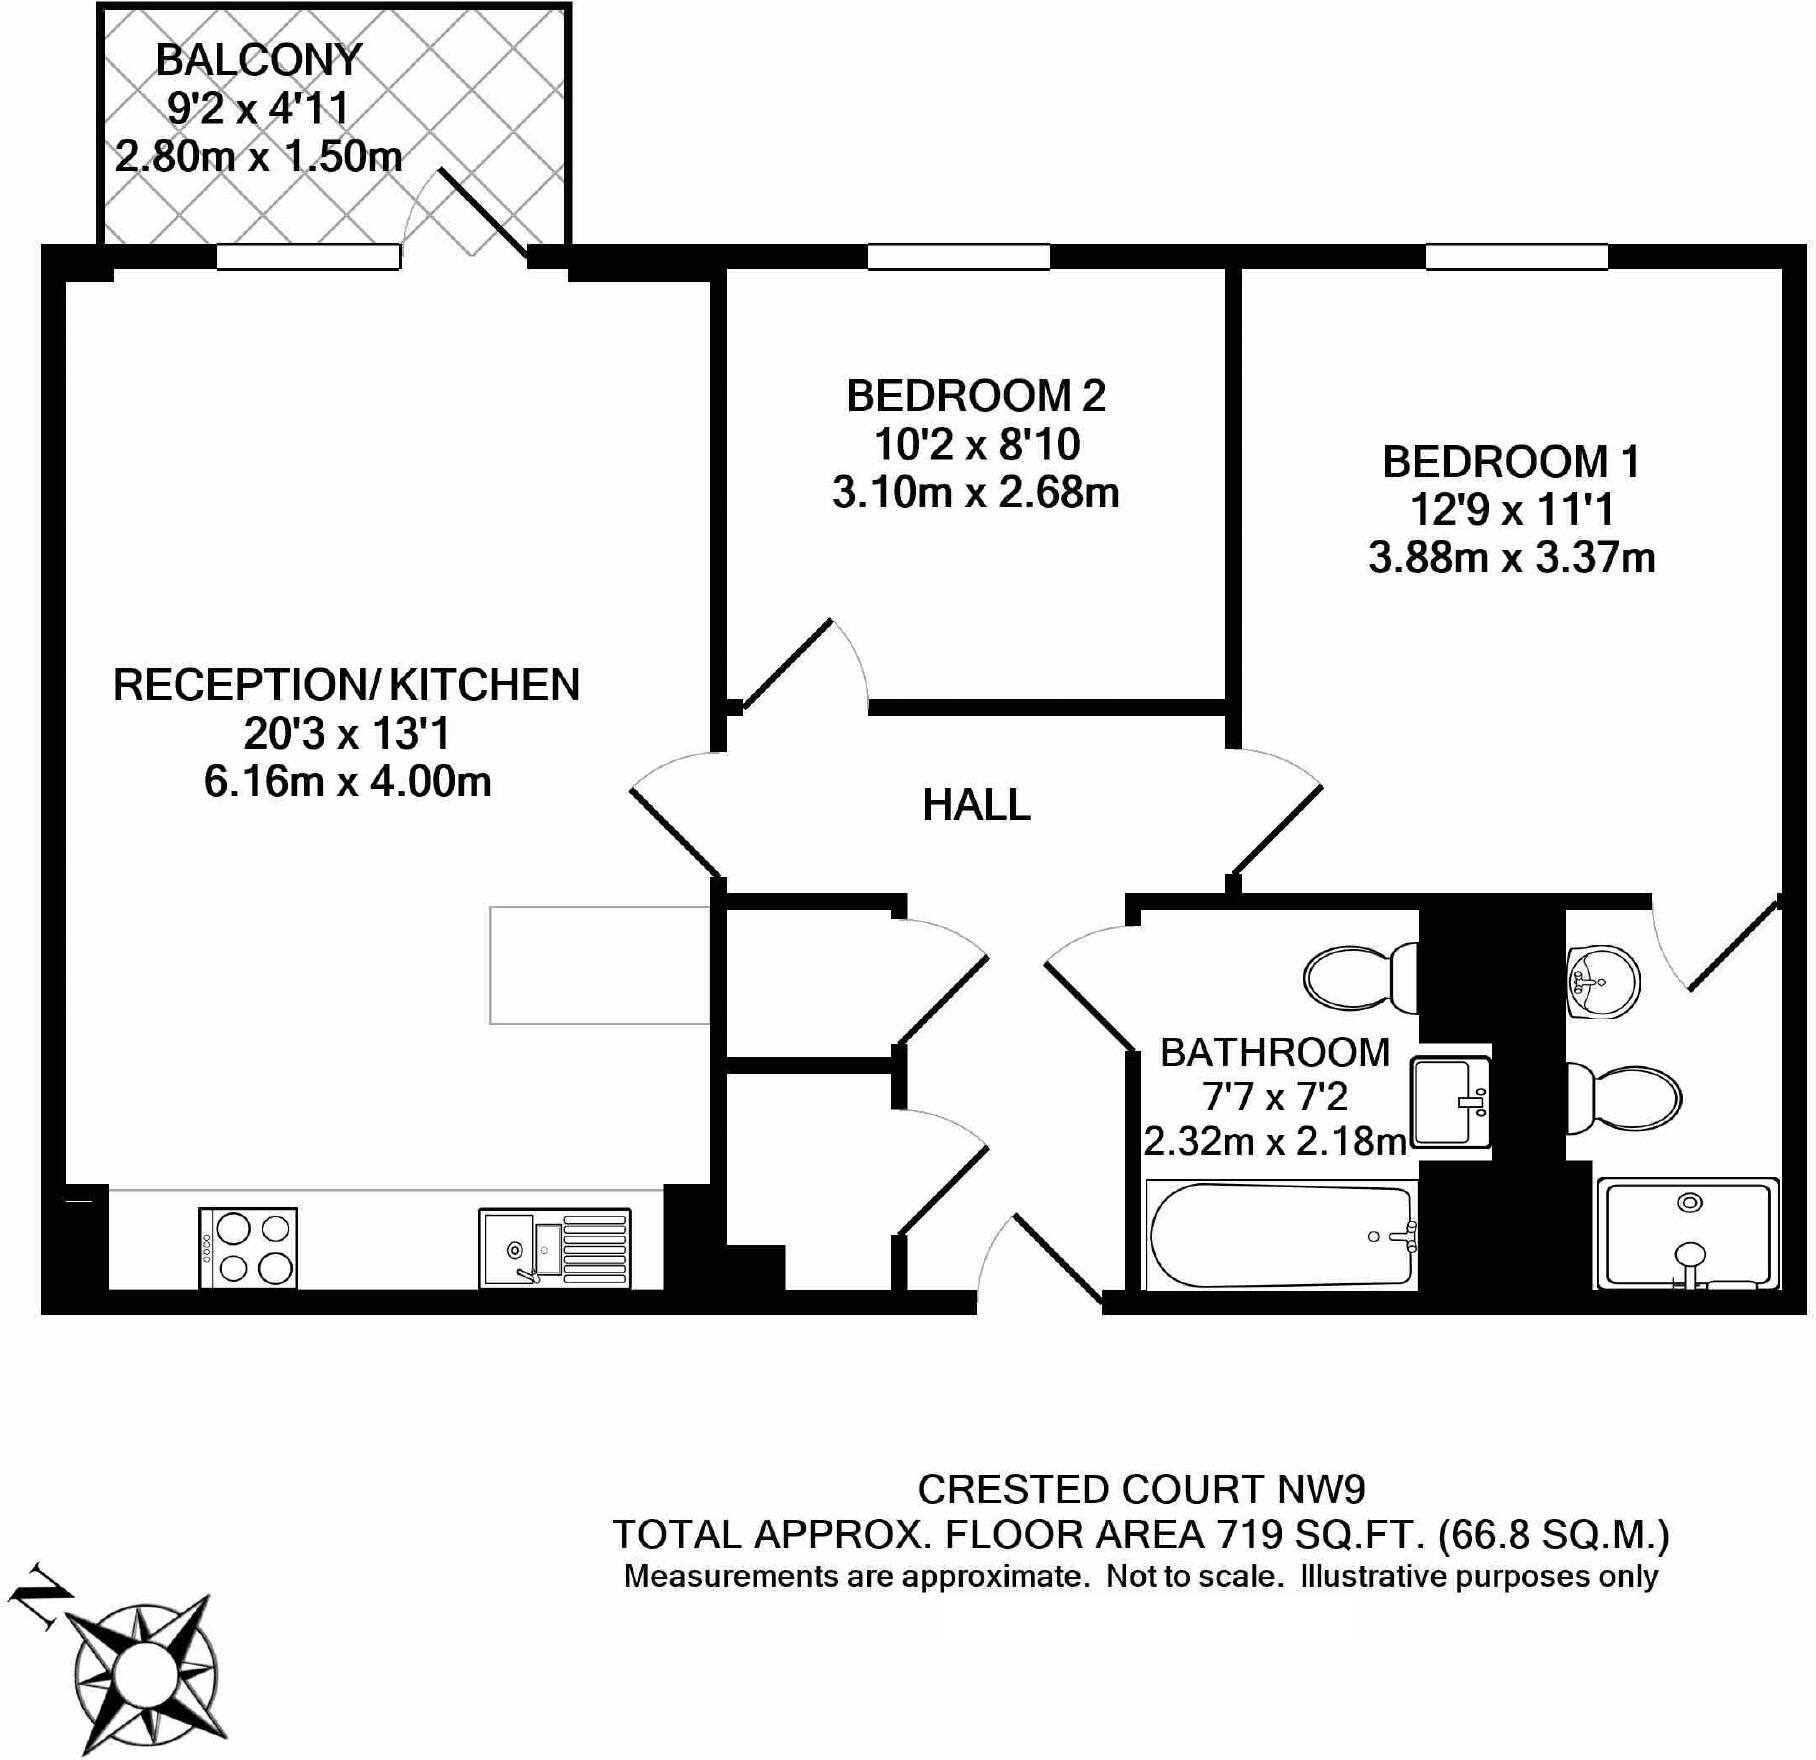 BALCONY
9'2 x 4'11
2.80m x 1.50m
BEDROOM 2
10'2 x 8'10
3.10m x 2.68m
BEDROOM 1
12'9 x 11'1
3.88m x 3.37m
RECEPTION/ KITCHEN
20'3 x 13'1
6.16m x 4.00m
HALL
BATHROOM
7'7 x 7'2
2.32m x 2.18m
CRESTED COURT NW9
TOTAL APPROX. FLOOR AREA 719 SQ.FT. (66.8 SQ.M.)
Measurements are approximate.  Not to scale.  Illustrative purposes only
N